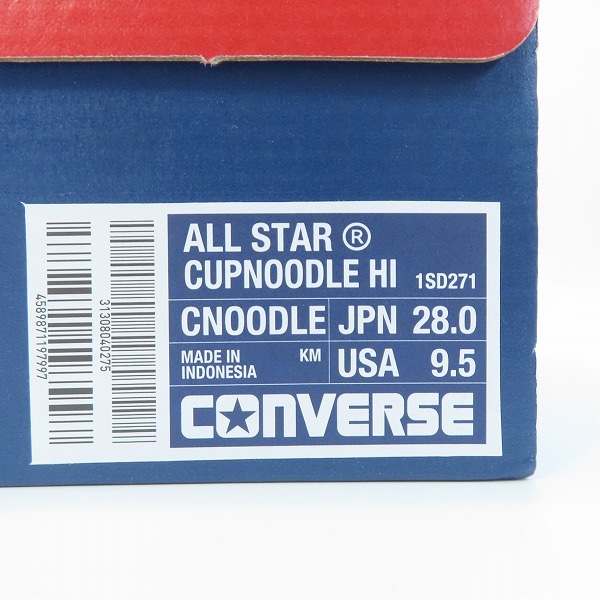 4589871197997
31308040275
ALL STAR ®
CUPNOODLE HI 1SD271
CNOODLE JPN 28.0
MADE IN
INDONESIA KM USA 9.5
CONVERSE